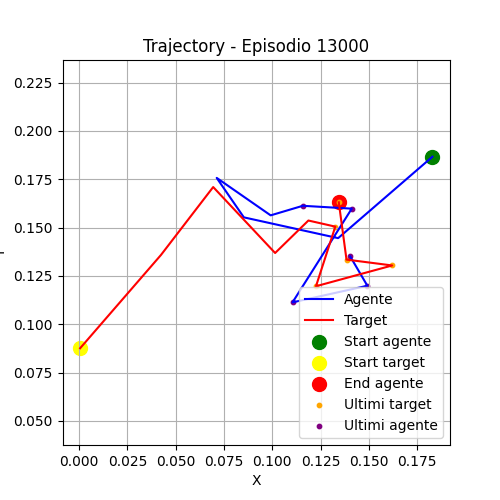 Trajectory - Episodio 13000
0.225
0.200
0.175
0.150
0.125
0.100
0.075
0.050
0.000 0.025 0.050 0.075 0.100 0.125 0.150 0.175
X
Agente
Target
Start agente
Start target
End agente
Ultimi target
Ultimi agente